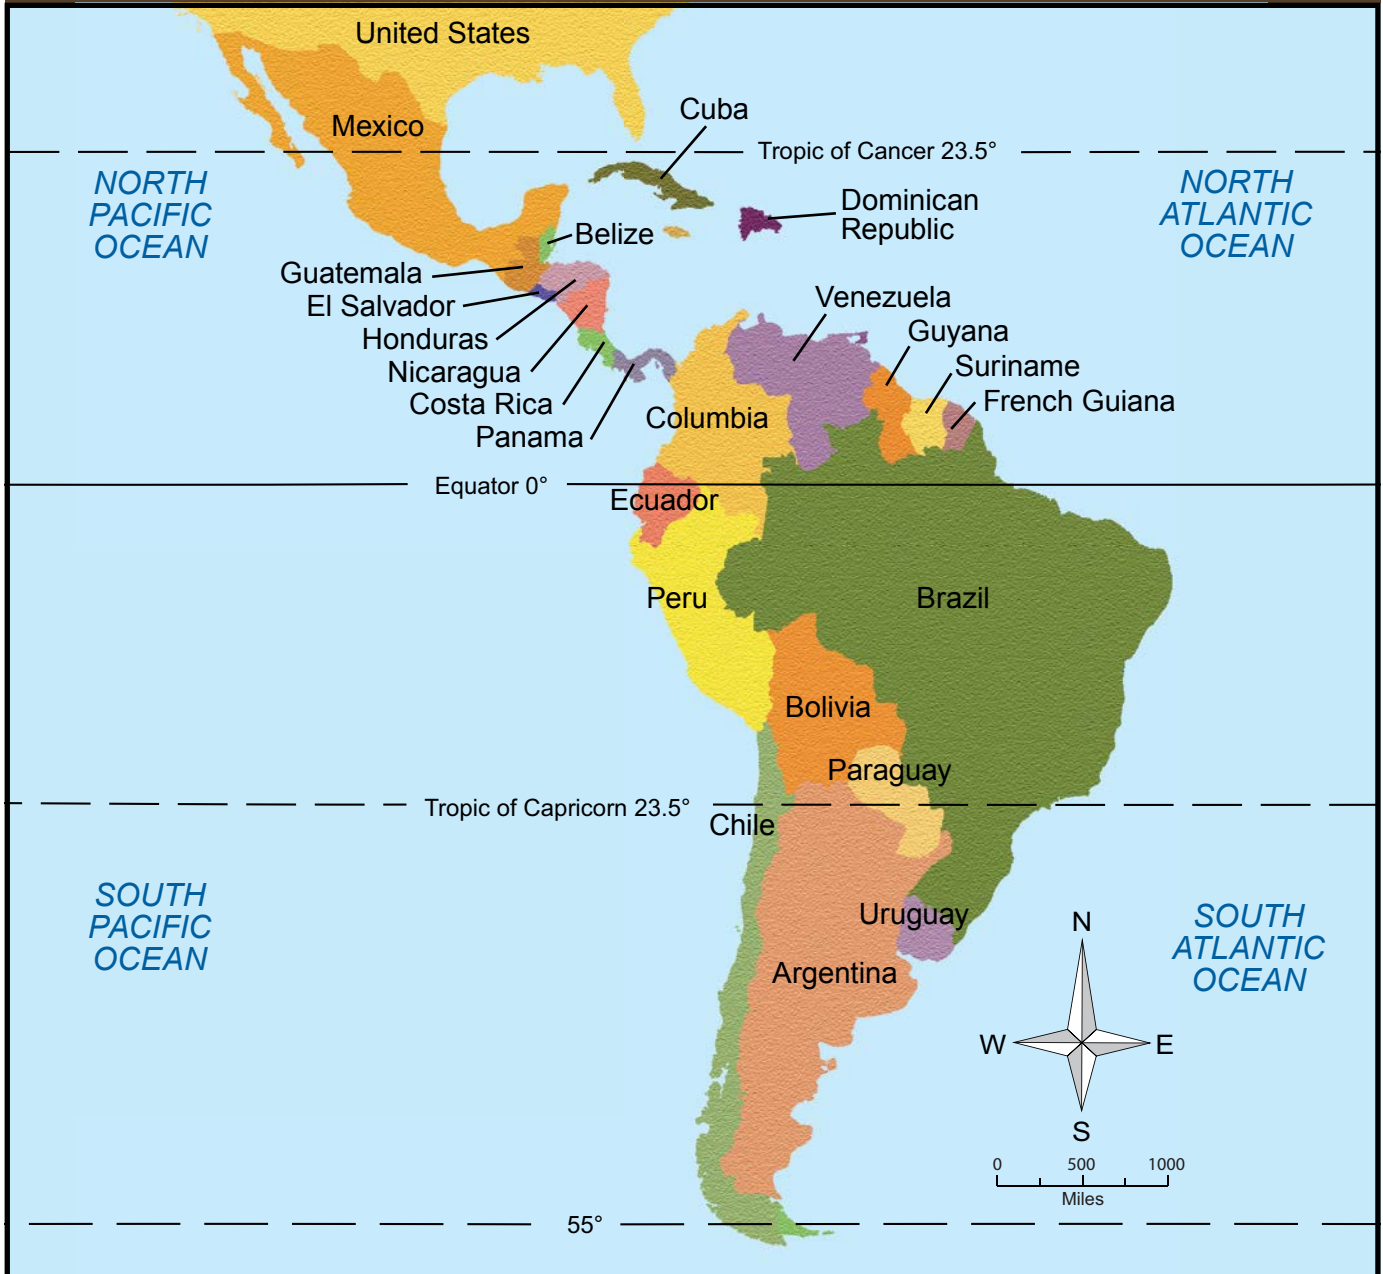 United States
Cuba
Mexico
Tropic of Cancer 23.5°
NORTH
PACIFIC
OCEAN
NORTH
ATLANTIC
OCEAN
Dominican
Republic
Belize
Guatemala
El Salvador
Honduras
Nicaragua
Costa Rica
Panama
Venezuela
Guyana
Suriname
French Guiana
Columbia
Equator 0°
Ecuador
Peru
Brazil
Bolivia
Paraguay
Tropic of Capricorn 23.5°
Chile
SOUTH
PACIFIC
OCEAN
Uruguay
Argentina
SOUTH
ATLANTIC
OCEAN
N
W
E
S
0 500 1000
Miles
55°